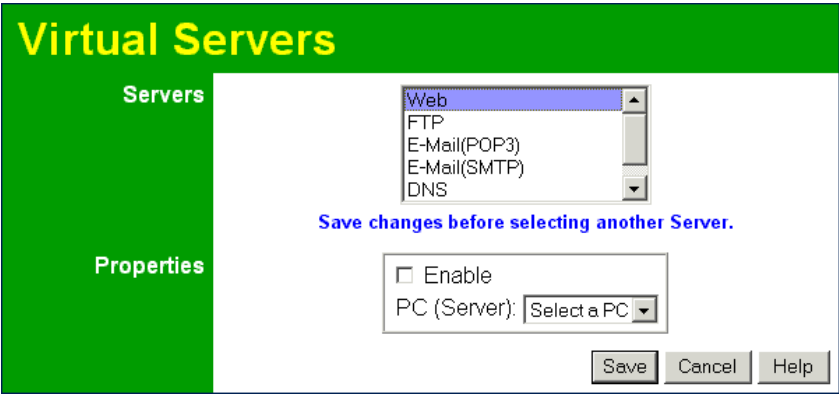 Virtual Servers
Servers
Web
FTP
E-Mail(POP3)
E-Mail(SMTP)
DNS
Save changes before selecting another Server.
Properties
Enable
PC (Server): Select a PC
Save Cancel Help